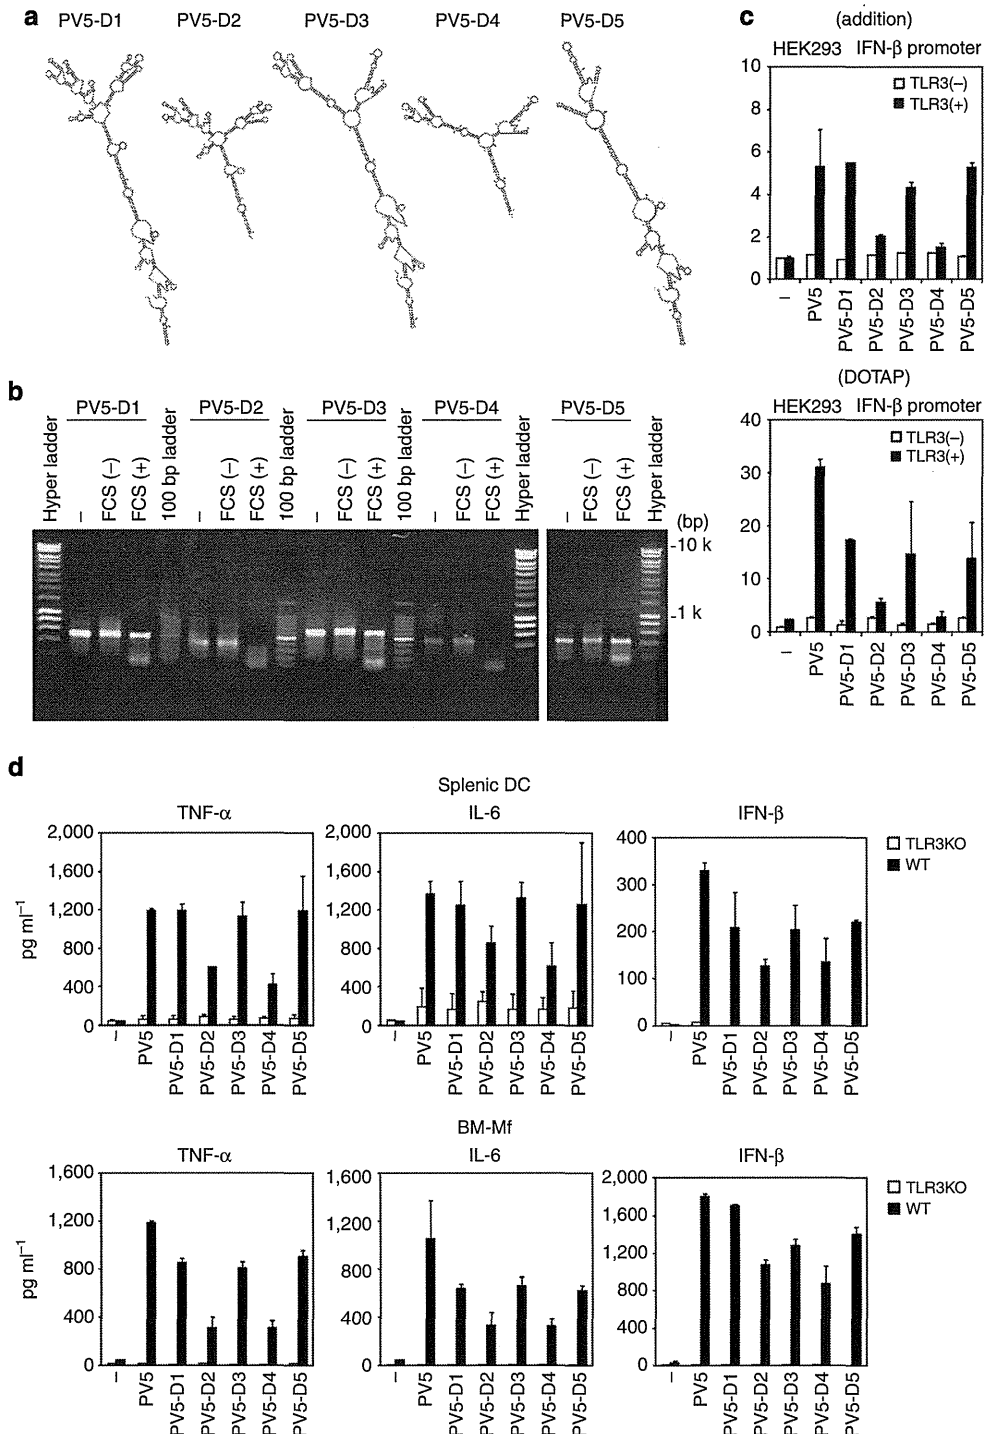 a
PV5-D1 PV5-D2 PV5-D3 PV5-D4 PV5-D5
c
(addition)
HEK293 IFN-β promoter
10
8
6
4
2
0
TLR3(–)
TLR3(+)
–
PV5
PV5-D1
PV5-D2
PV5-D3
PV5-D4
PV5-D5
(DOTAP)
HEK293 IFN-β promoter
40
30
20
10
0
TLR3(–)
TLR3(+)
–
PV5
PV5-D1
PV5-D2
PV5-D3
PV5-D4
PV5-D5
b
PV5-D1 PV5-D2 PV5-D3 PV5-D4 PV5-D5
Hyper ladder
–
FCS (–)
FCS (+)
100 bp ladder
–
FCS (–)
FCS (+)
100 bp ladder
–
FCS (–)
FCS (+)
100 bp ladder
–
FCS (–)
FCS (+)
Hyper ladder
–
FCS (–)
FCS (+)
Hyper ladder
(bp)
-10 k
-1 k
d
Splenic DC
TNF-α
2,000
1,600
1,200
800
400
0
pg ml–1
–
PV5
PV5-D1
PV5-D2
PV5-D3
PV5-D4
PV5-D5
IL-6
2,000
1,600
1,200
800
400
0
–
PV5
PV5-D1
PV5-D2
PV5-D3
PV5-D4
PV5-D5
IFN-β
400
300
200
100
0
–
PV5
PV5-D1
PV5-D2
PV5-D3
PV5-D4
PV5-D5
TLR3KO
WT
BM-Mf
TNF-α
1,600
1,200
800
400
0
pg ml–1
–
PV5
PV5-D1
PV5-D2
PV5-D3
PV5-D4
PV5-D5
IL-6
1,600
1,200
800
400
0
–
PV5
PV5-D1
PV5-D2
PV5-D3
PV5-D4
PV5-D5
IFN-β
2,000
1,600
1,200
800
400
0
–
PV5
PV5-D1
PV5-D2
PV5-D3
PV5-D4
PV5-D5
TLR3KO
WT